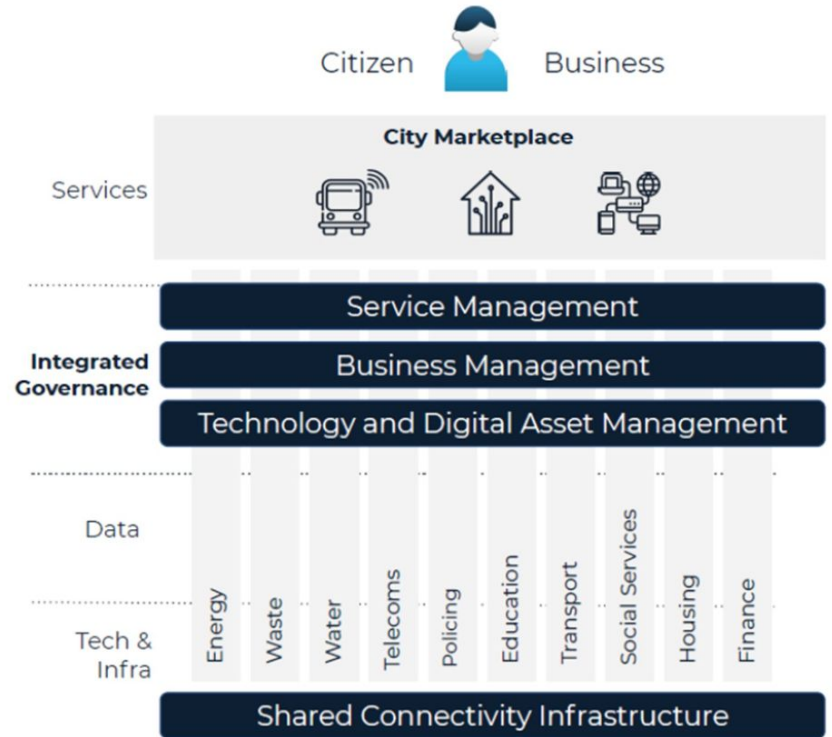 Citizen Business
City Marketplace
Services
Service Management
Integrated
Governance
Business Management
Technology and Digital Asset Management
Data
Tech &
Infra
Energy
Waste
Water
Telecoms
Policing
Education
Transport
Social Services
Housing
Finance
Shared Connectivity Infrastructure